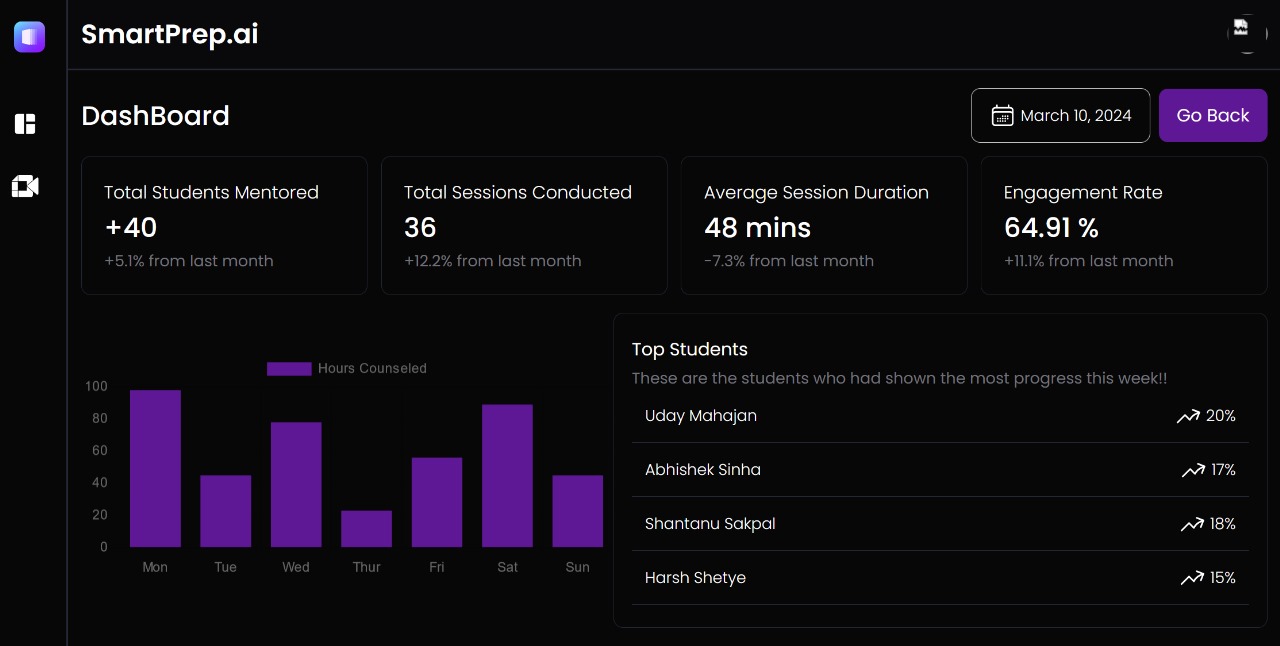 SmartPrep.ai
DashBoard
March 10, 2024
Go Back
Total Students Mentored
+40
+5.1% from last month
Total Sessions Conducted
36
+12.2% from last month
Average Session Duration
48 mins
-7.3% from last month
Engagement Rate
64.91 %
+11.1% from last month
Hours Counseled
100
80
60
40
20
0
Mon Tue Wed Thur Fri Sat Sun
Top Students
These are the students who had shown the most progress this week!!
Uday Mahajan 20%
Abhishek Sinha 17%
Shantanu Sakpal 18%
Harsh Shetye 15%